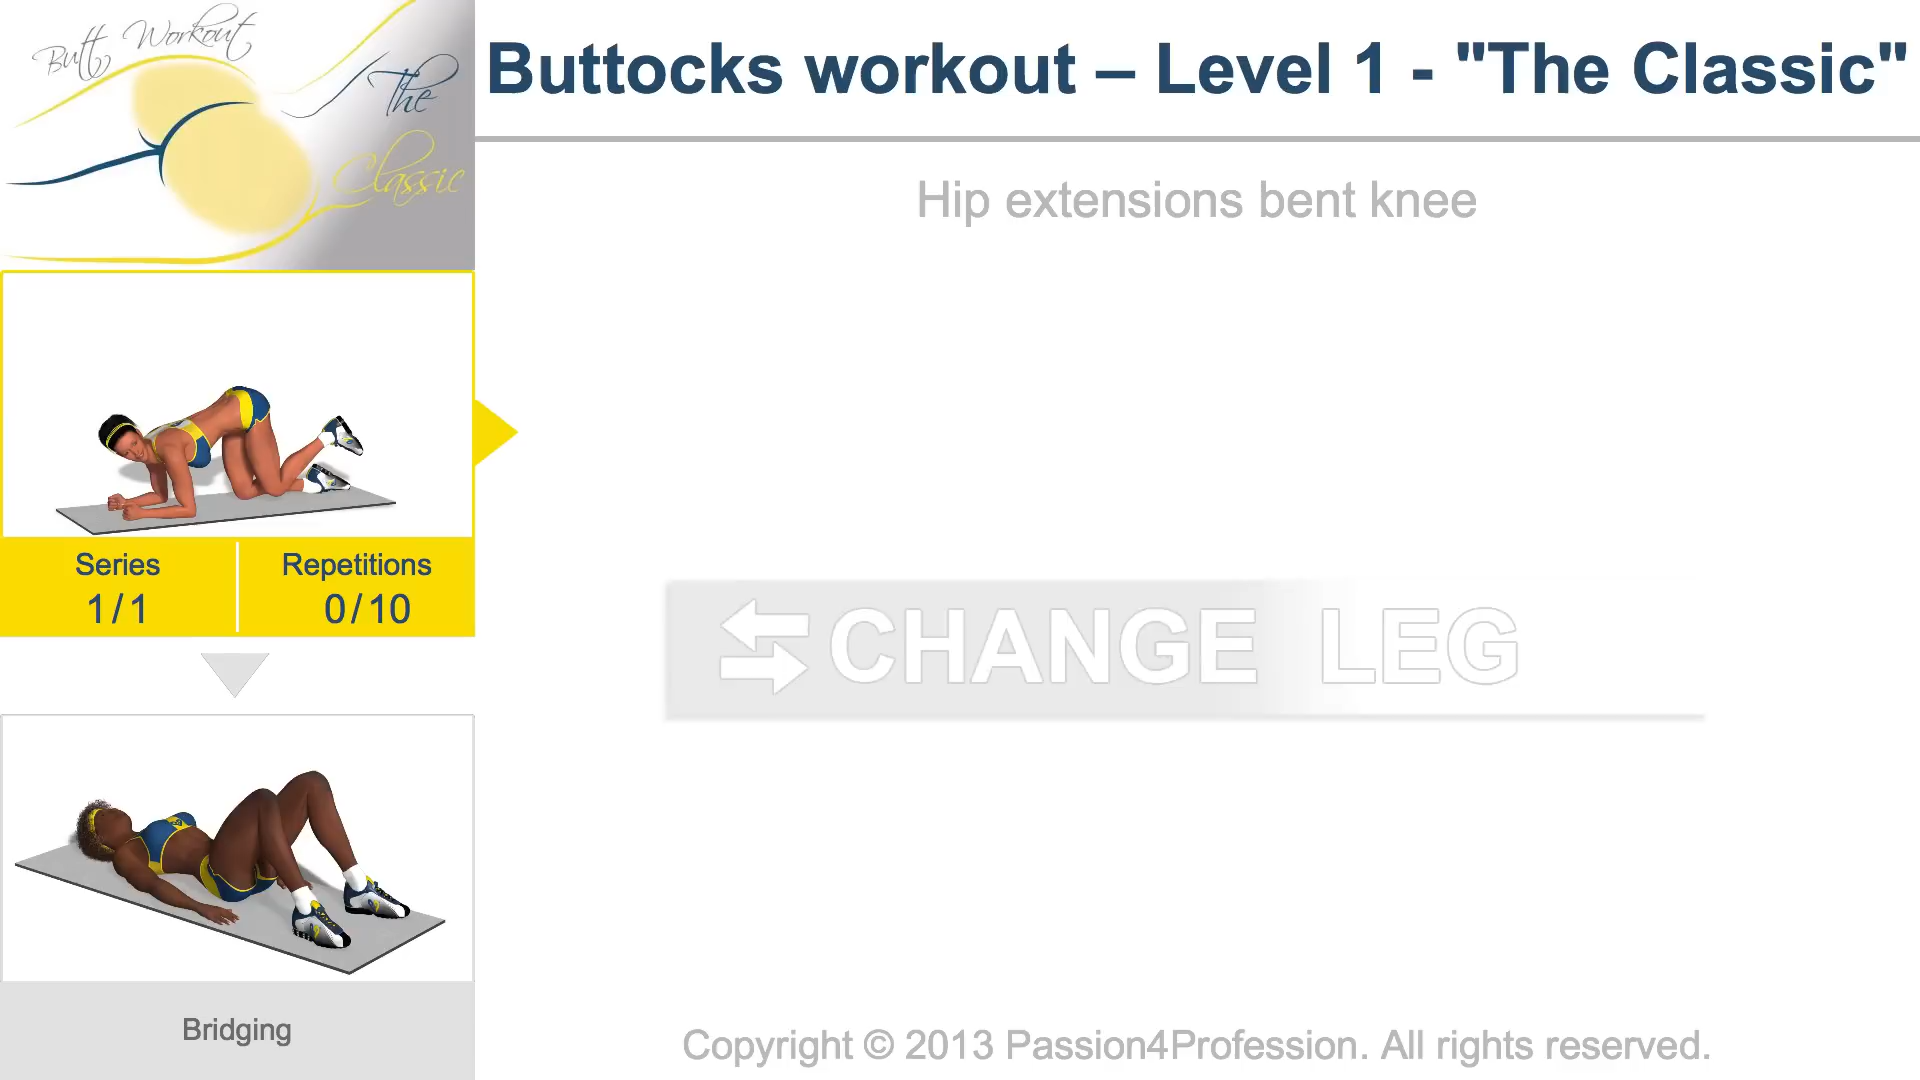 Butt Workout
The
Classic
Buttocks workout – Level 1 - "The Classic"
Hip extensions bent knee
Series
1/1
Repetitions
0/10
CHANGE LEG
Bridging
Copyright © 2013 Passion4Profession. All rights reserved.